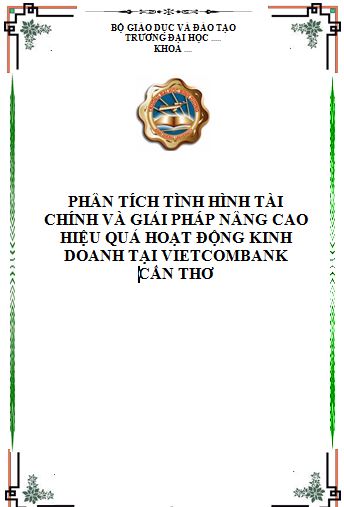 BỘ GIÁO DỤC VÀ ĐÀO TẠO
TRƯỜNG ĐẠI HỌC .....
KHOA ....
PHÂN TÍCH TÌNH HÌNH TÀI
CHÍNH VÀ GIẢI PHÁP NÂNG CAO
HIỆU QUẢ HOẠT ĐỘNG KINH
DOANH TẠI VIETCOMBANK
CẦN THƠ